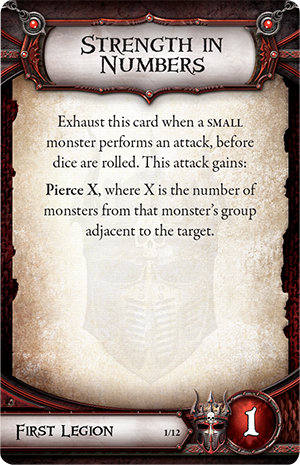 Strength in
Numbers
Exhaust this card when a small
monster performs an attack, before
dice are rolled. This attack gains:
Pierce X, where X is the number of
monsters from that monster's group
adjacent to the target.
First Legion 1/12 1